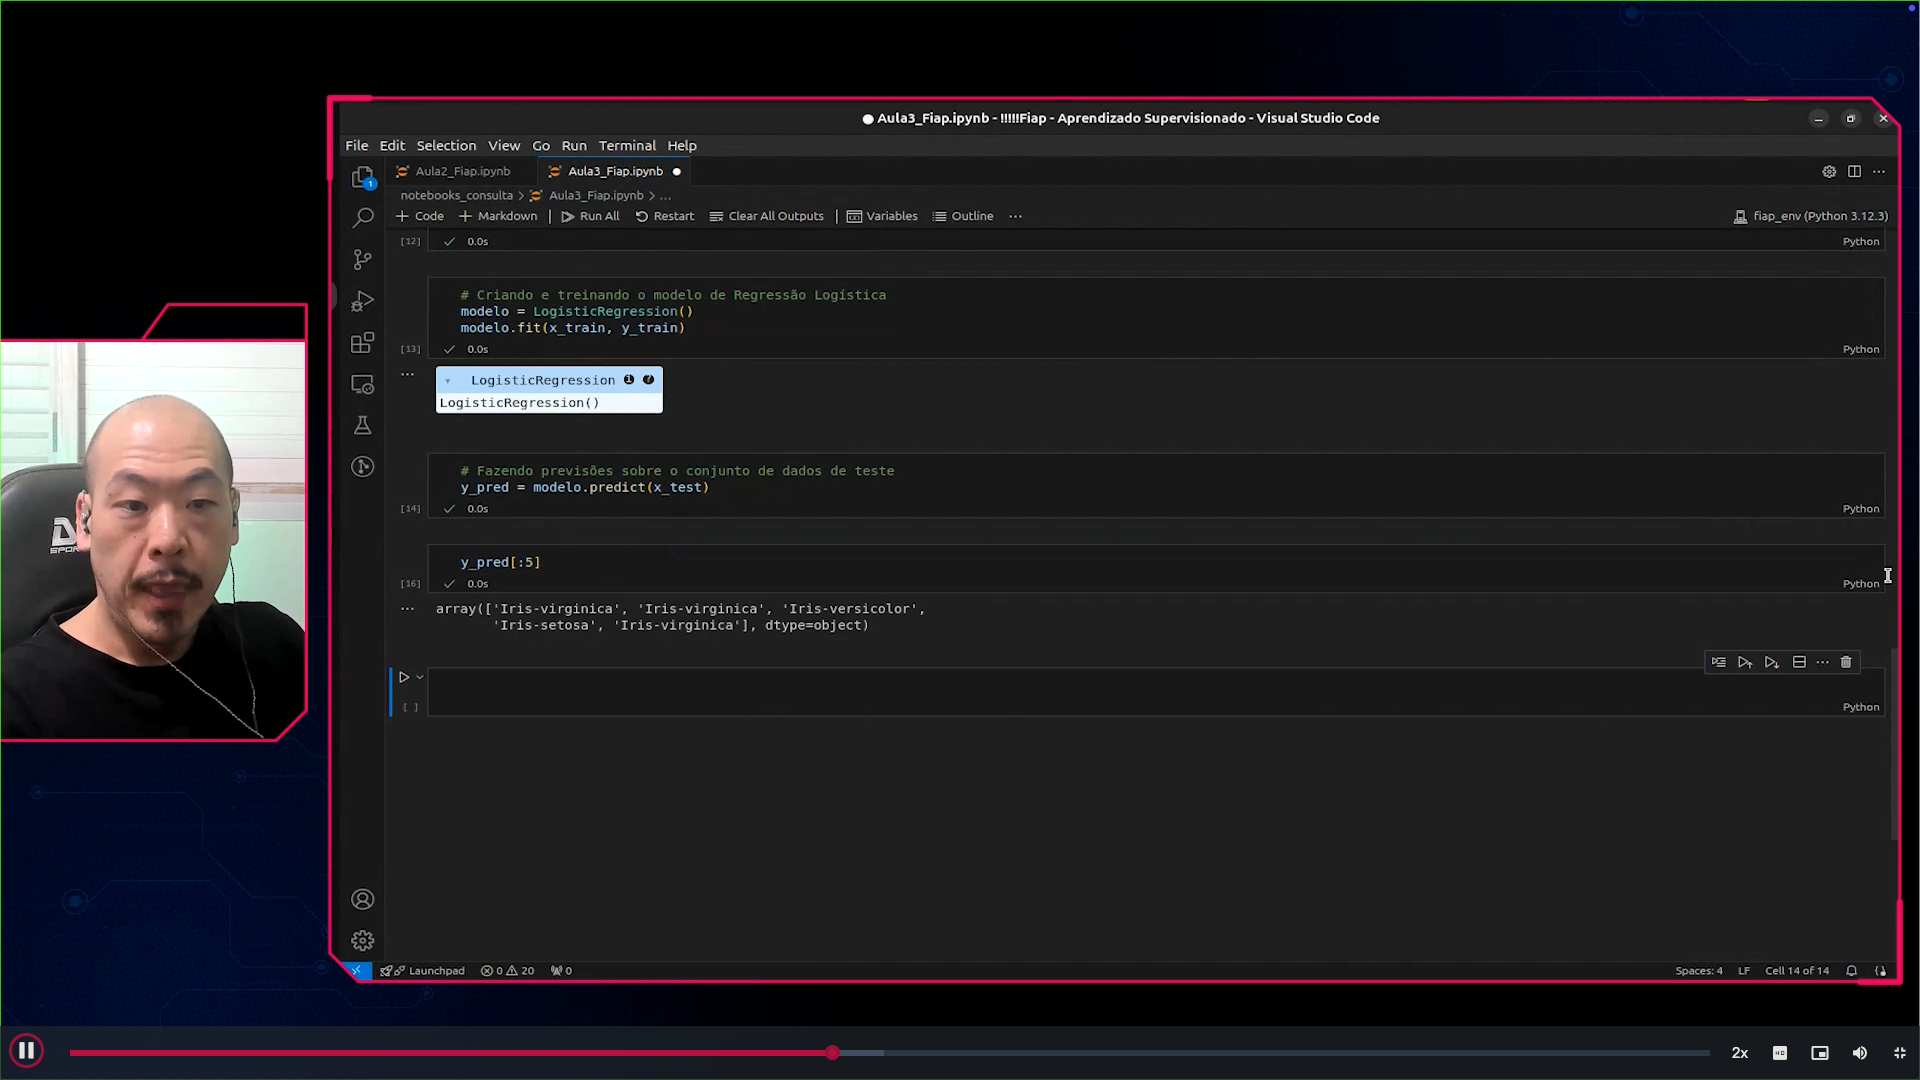 Aula3_Fiap.ipynb - !!!!!Fiap - Aprendizado Supervisionado - Visual Studio Code
File Edit Selection View Go Run Terminal Help
Aula2_Fiap.ipynb Aula3_Fiap.ipynb
notebooks_consulta > Aula3_Fiap.ipynb > ...
+ Code + Markdown Run All Restart Clear All Outputs Variables Outline ... fiap_env (Python 3.12.3)
[12] 0.0s Python
# Criando e treinando o modelo de Regressão Logística
modelo = LogisticRegression()
modelo.fit(x_train, y_train)
[13] 0.0s Python
LogisticRegression i ?
LogisticRegression()
# Fazendo previsões sobre o conjunto de dados de teste
y_pred = modelo.predict(x_test)
[14] 0.0s Python
y_pred[:5]
[16] 0.0s Python
array(['Iris-virginica', 'Iris-virginica', 'Iris-versicolor',
'Iris-setosa', 'Iris-virginica'], dtype=object)
[ ] Python
Launchpad 0 20 0 Spaces: 4 LF Cell 14 of 14
2x HD